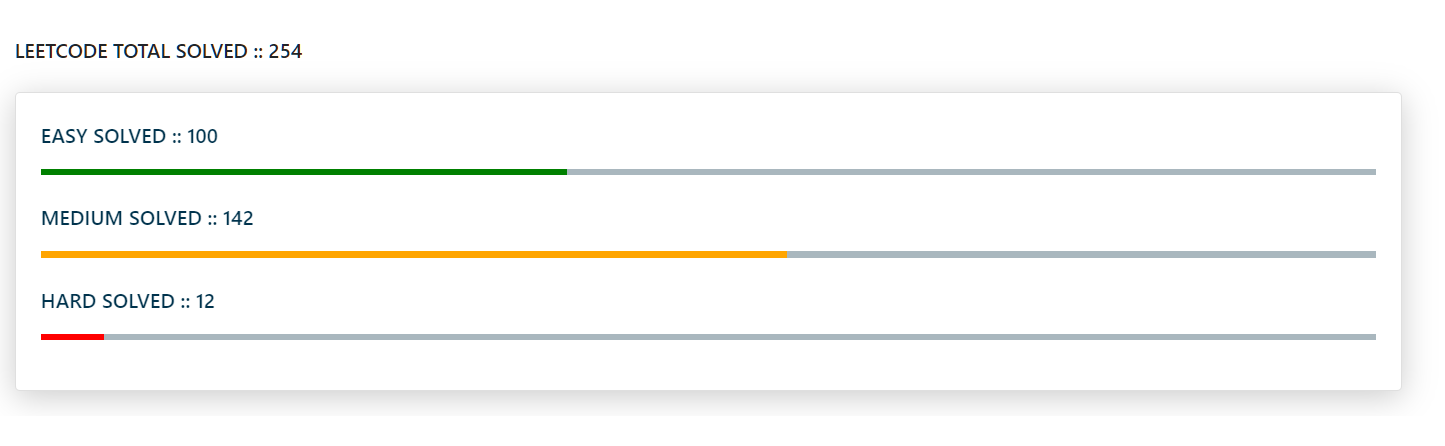 LEETCODE TOTAL SOLVED :: 254
EASY SOLVED :: 100
MEDIUM SOLVED :: 142
HARD SOLVED :: 12